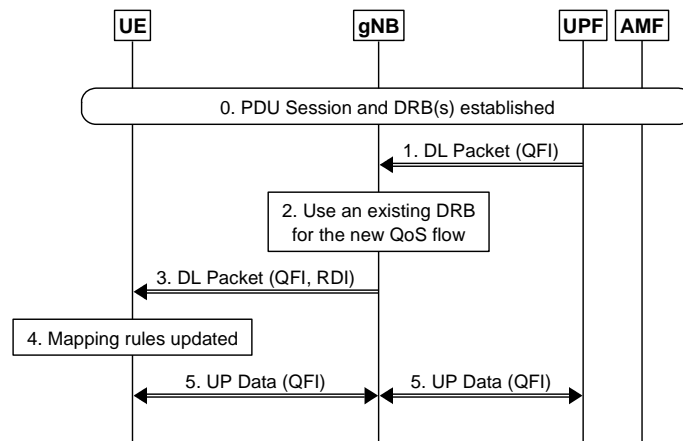 UE
gNB
UPF
AMF
0. PDU Session and DRB(s) established
1. DL Packet (QFI)
2. Use an existing DRB
for the new QoS flow
3. DL Packet (QFI, RDI)
4. Mapping rules updated
5. UP Data (QFI)
5. UP Data (QFI)